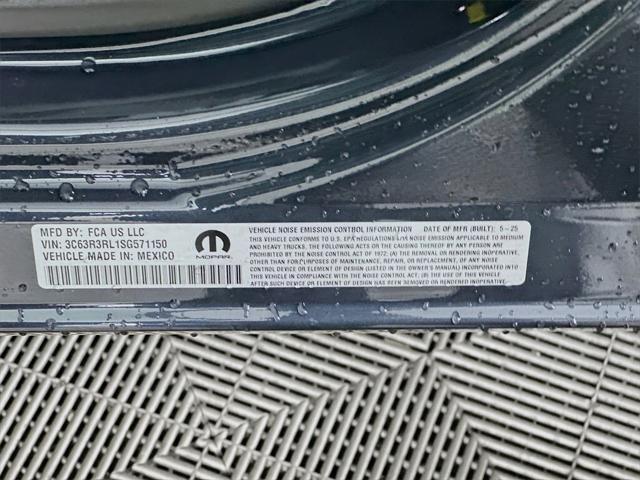 MFD BY: FCA US LLC
VIN: 3C63R3RL1SG571150
VEHICLE MADE IN: MEXICO
MOPAR
VEHICLE NOISE EMISSION CONTROL INFORMATION DATE OF MFR (BUILT): 5-25
THIS VEHICLE CONFORMS TO U.S. EPA REGULATIONS APPLICABLE TO MEDIUM
AND HEAVY TRUCKS. THE FOLLOWING ACTS OR CAUSING BY ANY PERSON ARE
PROHIBITED BY THE NOISE CONTROL ACT OF 1972: (A) THE REMOVAL OR RENDERING INOPERATIVE,
OTHER THAN FOR PURPOSES OF MAINTENANCE, REPAIR, OR REPLACEMENT, OF ANY NOISE
CONTROL DEVICE OR ELEMENT OF DESIGN (LISTED IN THE OWNER'S MANUAL) INCORPORATED
INTO THIS VEHICLE IN COMPLIANCE WITH THE NOISE CONTROL ACT. (B) THE USE OF THIS VEHICLE
AFTER SUCH DEVICE OR ELEMENT OF DESIGN HAS BEEN REMOVED OR RENDERED INOPERATIVE.